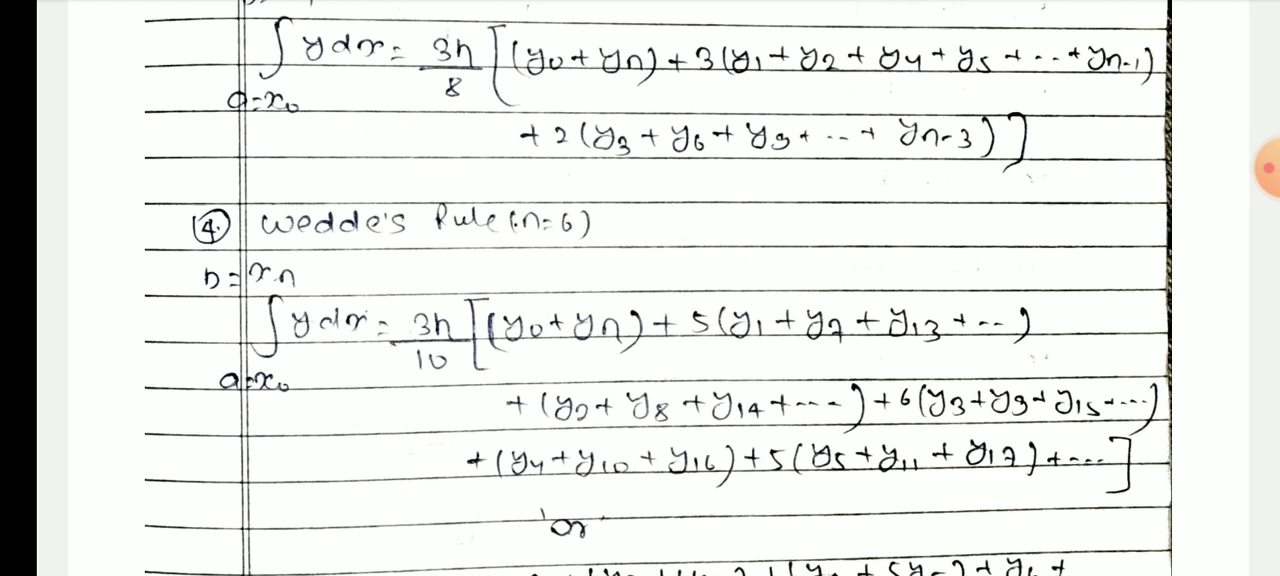 ∫ y dx = 3h/8 [(y0 + yn) + 3(y1 + y2 + y4 + y5 + ... + yn-1)
a=x0
+ 2(y3 + y6 + y9 + ... + yn-3)]
④. Wedde's Rule (n=6)
b = xn
∫ y dx = 3h/10 [(y0 + yn) + 5(y1 + y7 + y13 + ...)
a=x0
+ (y2 + y8 + y14 + ...) + 6(y3 + y9 + y15 + ...)
+ (y4 + y10 + y16) + 5(y5 + y11 + y17) + ....]
or